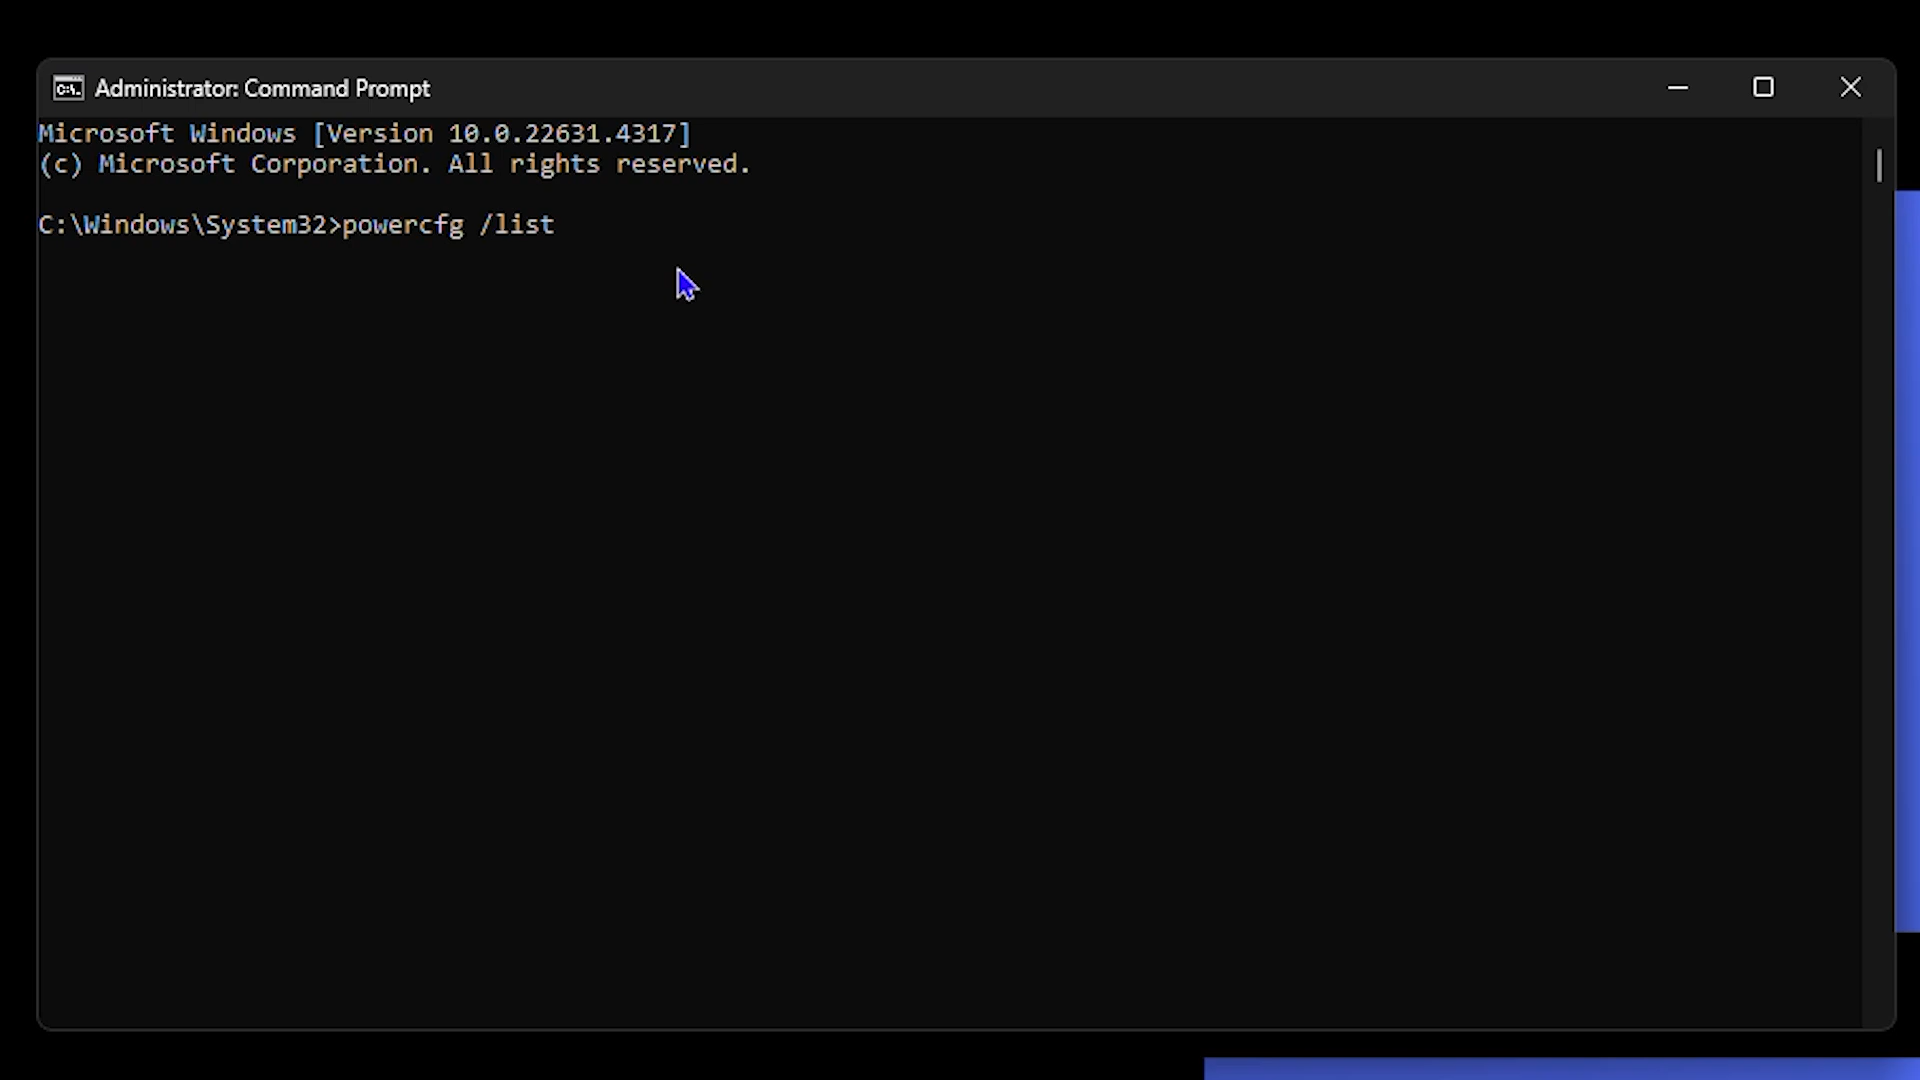 Administrator: Command Prompt
Microsoft Windows [Version 10.0.22631.4317]
(c) Microsoft Corporation. All rights reserved.
C:\Windows\System32>powercfg /list